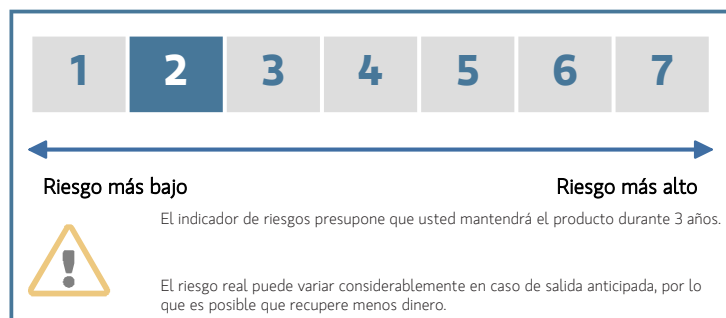 1 2 3 4 5 6 7
Riesgo más bajo Riesgo más alto
El indicador de riesgos presupone que usted mantendrá el producto durante 3 años.
El riesgo real puede variar considerablemente en caso de salida anticipada, por lo
que es posible que recupere menos dinero.